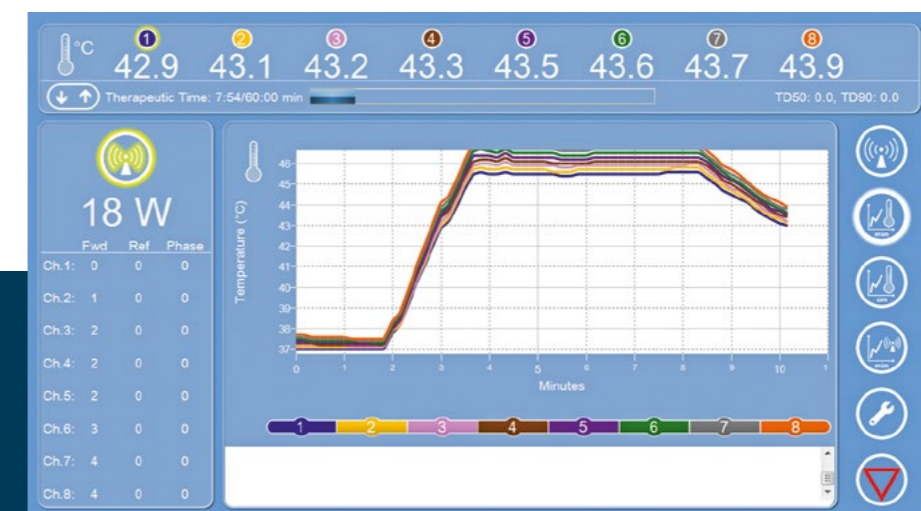 °C
1 2 3 4 5 6 7 8
42.9 43.1 43.2 43.3 43.5 43.6 43.7 43.9
Therapeutic Time: 7:54/60:00 min
TD50: 0.0, TD90: 0.0
18 W
Fwd Ref Phase
Ch.1: 0 0 0
Ch.2: 1 0 0
Ch.3: 2 0 0
Ch.4: 2 0 0
Ch.5: 2 0 0
Ch.6: 3 0 0
Ch.7: 4 0 0
Ch.8: 4 0 0
Temperature (°C)
46
45
44
43
42
41
40
39
38
37
0 1 2 3 4 5 6 7 8 9 10 1
Minutes
1 2 3 4 5 6 7 8